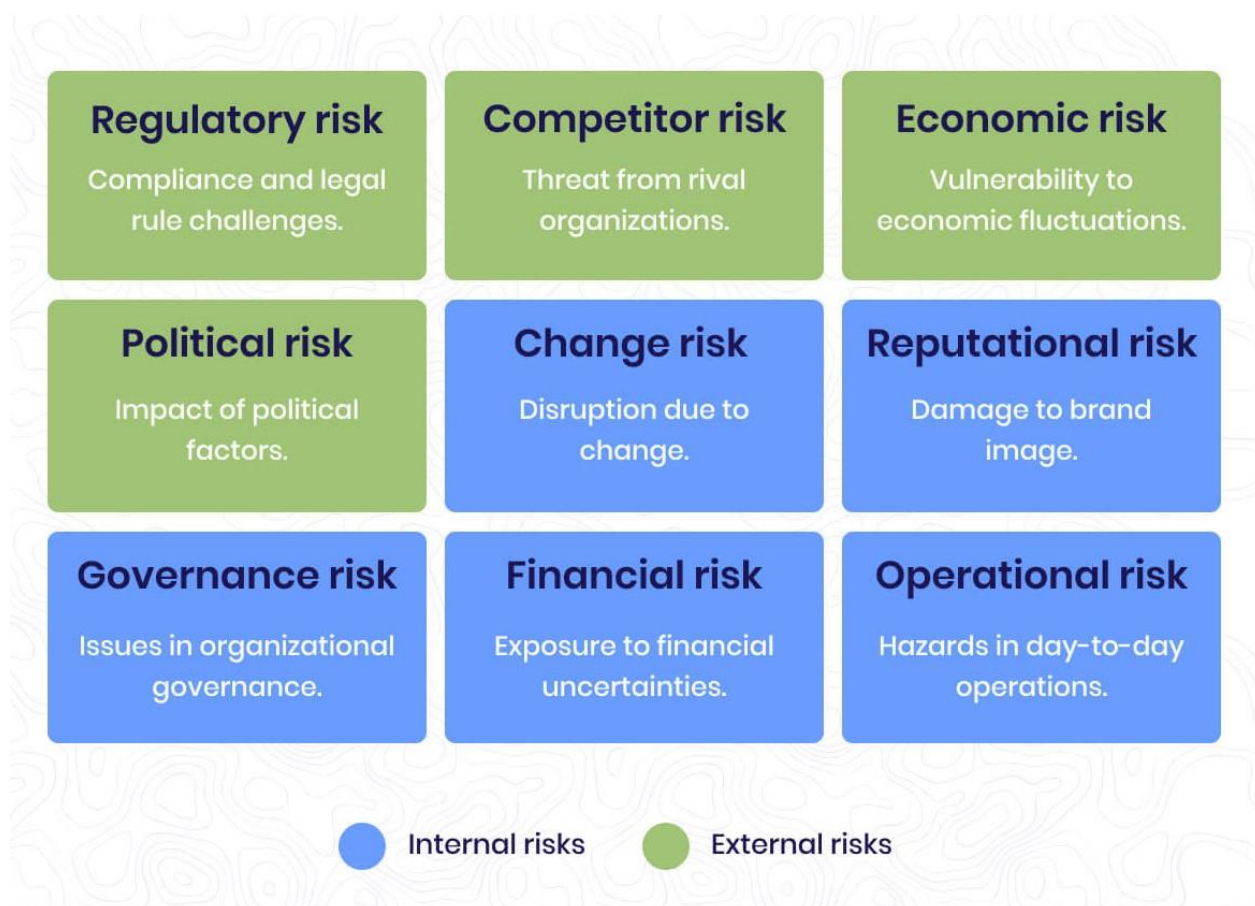 Regulatory risk
Compliance and legal
rule challenges.
Competitor risk
Threat from rival
organizations.
Economic risk
Vulnerability to
economic fluctuations.
Political risk
Impact of political
factors.
Change risk
Disruption due to
change.
Reputational risk
Damage to brand
image.
Governance risk
Issues in organizational
governance.
Financial risk
Exposure to financial
uncertainties.
Operational risk
Hazards in day-to-day
operations.
Internal risks
External risks